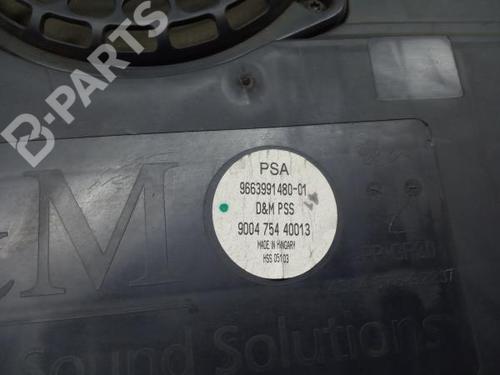 B-PARTS
PSA
9663991480-01
D&M PSS
9004 754 40013
MADE IN HUNGARY
HSS 05103
&M
Sound Solutions